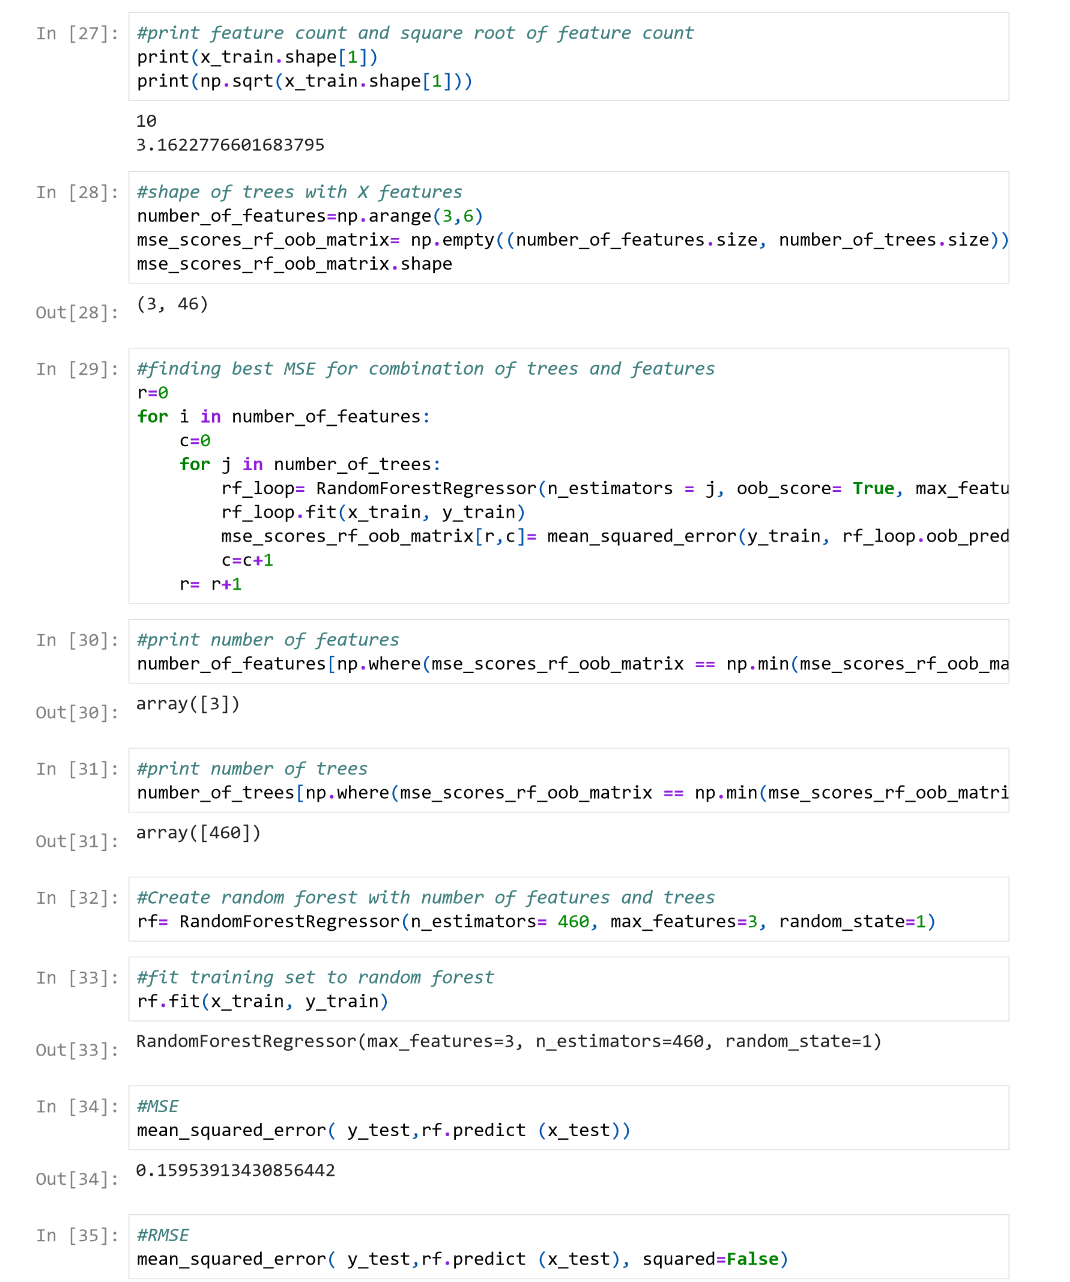 In [27]: #print feature count and square root of feature count
print(x_train.shape[1])
print(np.sqrt(x_train.shape[1]))
10
3.1622776601683795
In [28]: #shape of trees with X features
number_of_features=np.arange(3,6)
mse_scores_rf_oob_matrix= np.empty((number_of_features.size, number_of_trees.size))
mse_scores_rf_oob_matrix.shape
Out[28]: (3, 46)
In [29]: #finding best MSE for combination of trees and features
r=0
for i in number_of_features:
    c=0
    for j in number_of_trees:
        rf_loop= RandomForestRegressor(n_estimators = j, oob_score= True, max_featu
        rf_loop.fit(x_train, y_train)
        mse_scores_rf_oob_matrix[r,c]= mean_squared_error(y_train, rf_loop.oob_pred
        c=c+1
    r= r+1
In [30]: #print number of features
number_of_features[np.where(mse_scores_rf_oob_matrix == np.min(mse_scores_rf_oob_ma
Out[30]: array([3])
In [31]: #print number of trees
number_of_trees[np.where(mse_scores_rf_oob_matrix == np.min(mse_scores_rf_oob_matri
Out[31]: array([460])
In [32]: #Create random forest with number of features and trees
rf= RandomForestRegressor(n_estimators= 460, max_features=3, random_state=1)
In [33]: #fit training set to random forest
rf.fit(x_train, y_train)
Out[33]: RandomForestRegressor(max_features=3, n_estimators=460, random_state=1)
In [34]: #MSE
mean_squared_error( y_test,rf.predict (x_test))
Out[34]: 0.15953913430856442
In [35]: #RMSE
mean_squared_error( y_test,rf.predict (x_test), squared=False)